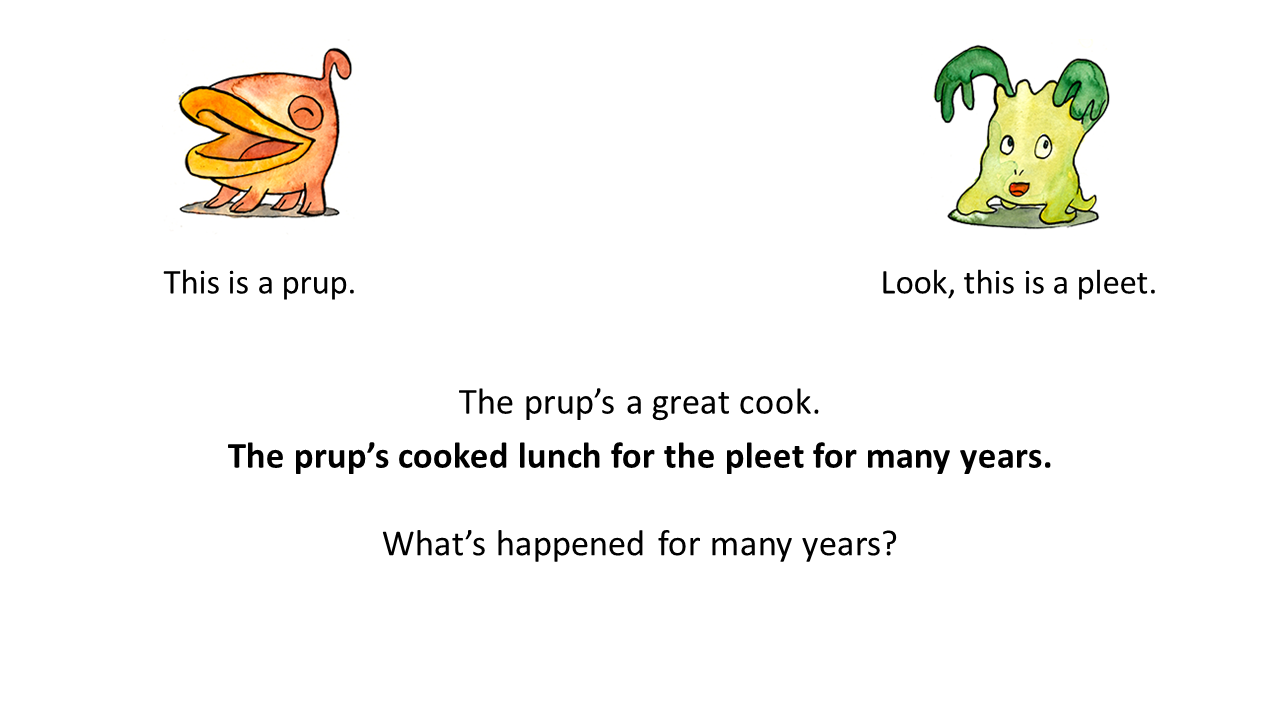 This is a prup.
Look, this is a pleet.
The prup’s a great cook.
The prup’s cooked lunch for the pleet for many years.
What’s happened for many years?